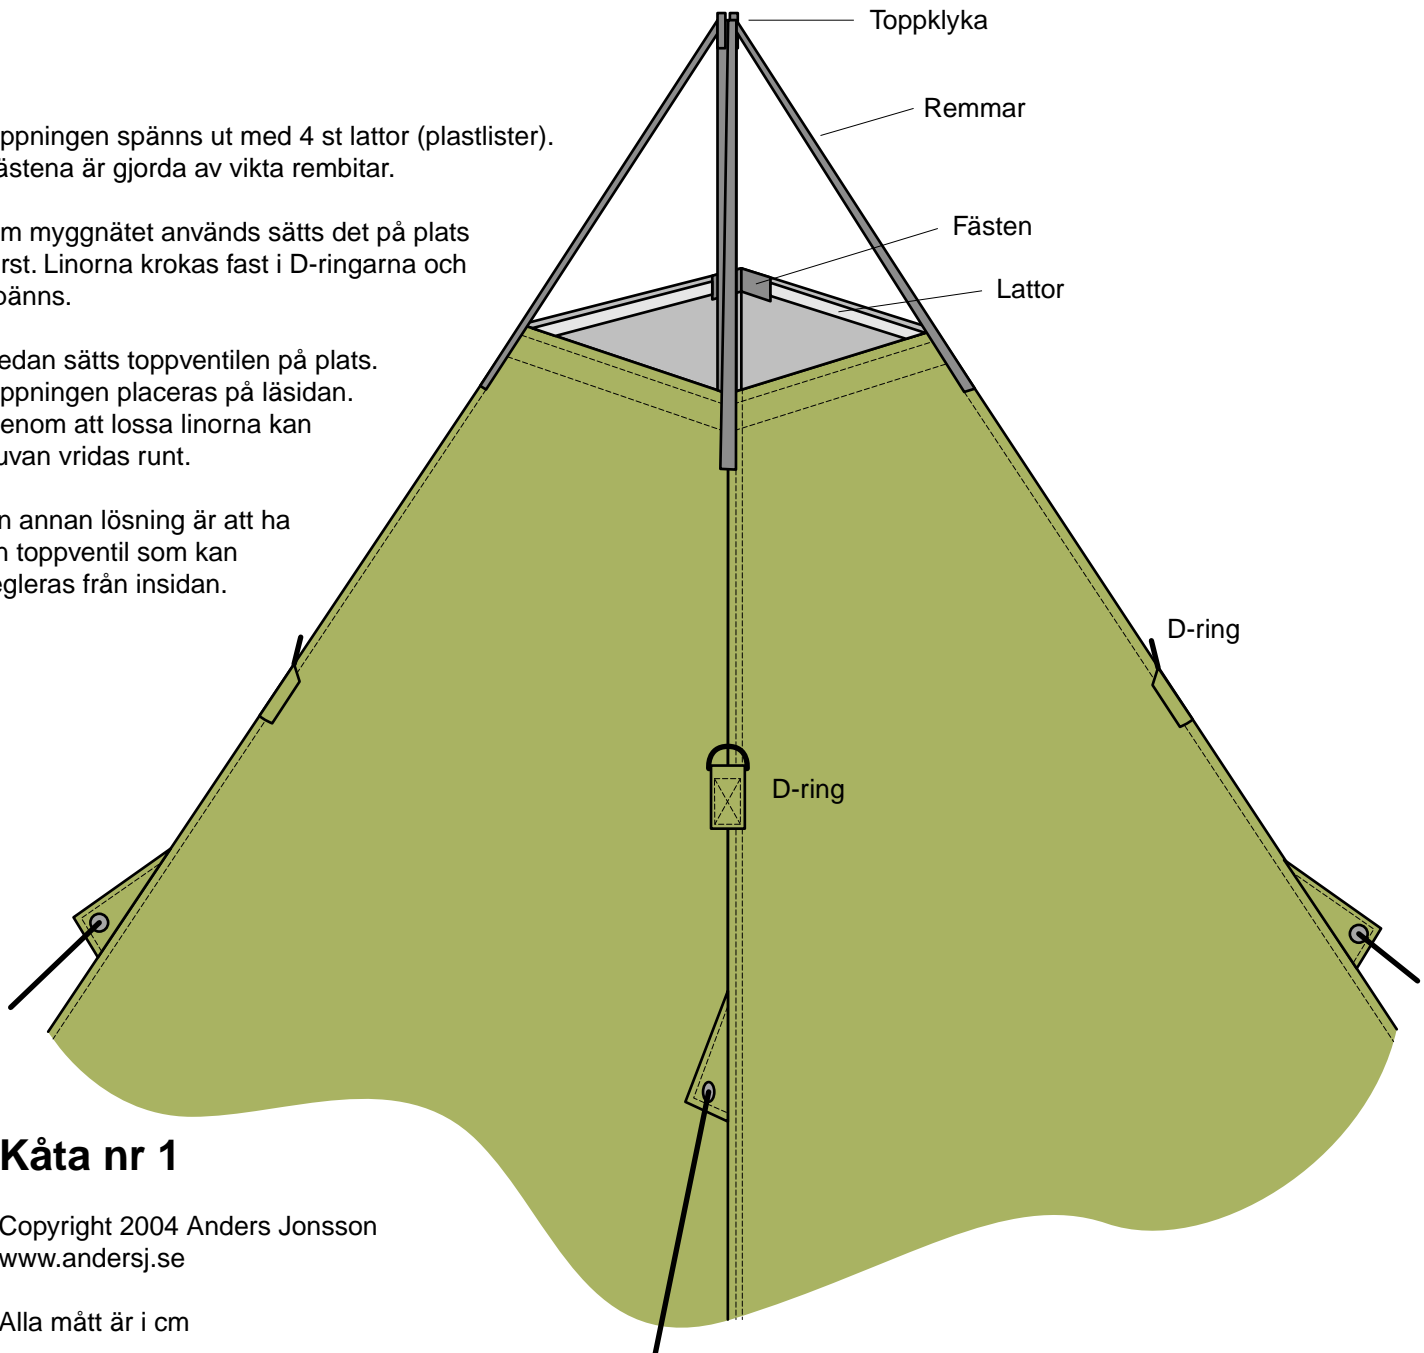 Toppklyka
Remmar
ppningen spänns ut med 4 st lattor (plastlister).
ästena är gjorda av vikta rembitar.
m myggnätet används sätts det på plats
rst. Linorna krokas fast i D-ringarna och
pänns.
Fästen
Lattor
edan sätts toppventilen på plats.
ppningen placeras på läsidan.
enom att lossa linorna kan
uvan vridas runt.
n annan lösning är att ha
n toppventil som kan
egleras från insidan.
D-ring
D-ring
Kåta nr 1
Copyright 2004 Anders Jonsson
www.andersj.se
Alla mått är i cm